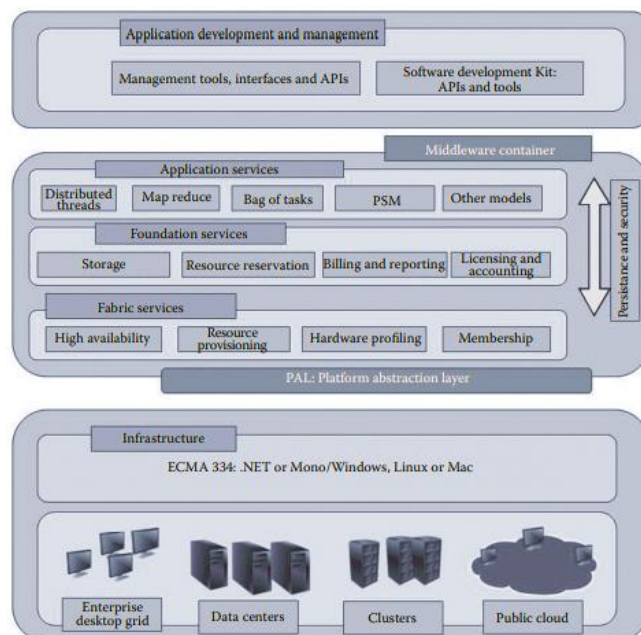 Application development and management
Management tools, interfaces and APIs
Software development Kit:
APIs and tools
Middleware container
Application services
Distributed
threads
Map reduce
Bag of tasks
PSM
Other models
Foundation services
Storage
Resource reservation
Billing and reporting
Licensing and
accounting
Fabric services
High availability
Resource
provisioning
Hardware profiling
Membership
Persistance and security
PAL: Platform abstraction layer
Infrastructure
ECMA 334: .NET or Mono/Windows, Linux or Mac
Enterprise
desktop grid
Data centers
Clusters
Public cloud